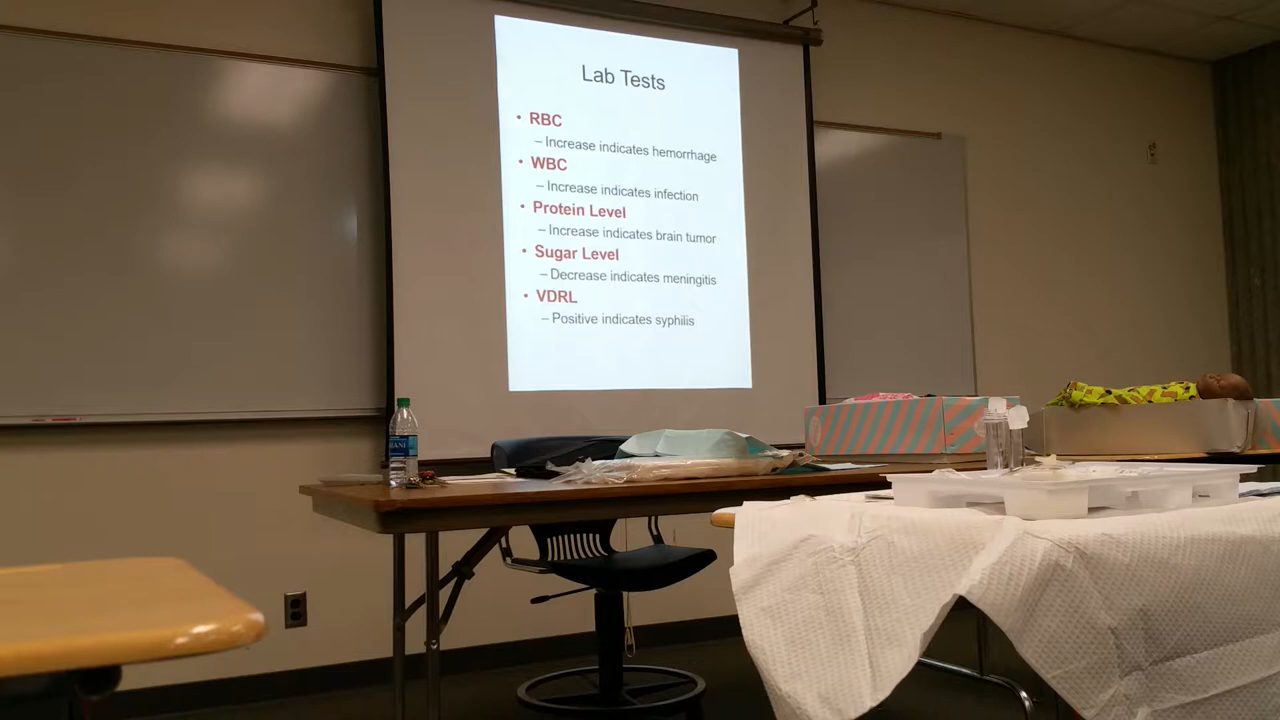 Lab Tests
• RBC
– Increase indicates hemorrhage
• WBC
– Increase indicates infection
• Protein Level
– Increase indicates brain tumor
• Sugar Level
– Decrease indicates meningitis
• VDRL
– Positive indicates syphilis